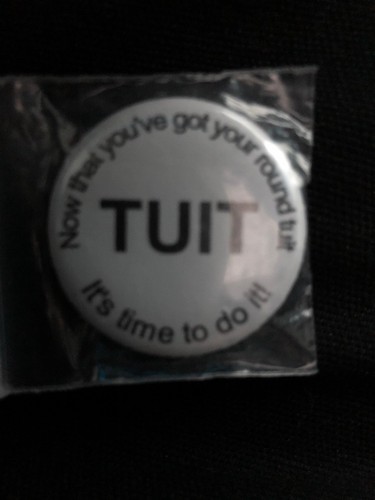 Now that you've got your round tuit
TUIT
It's time to do it!